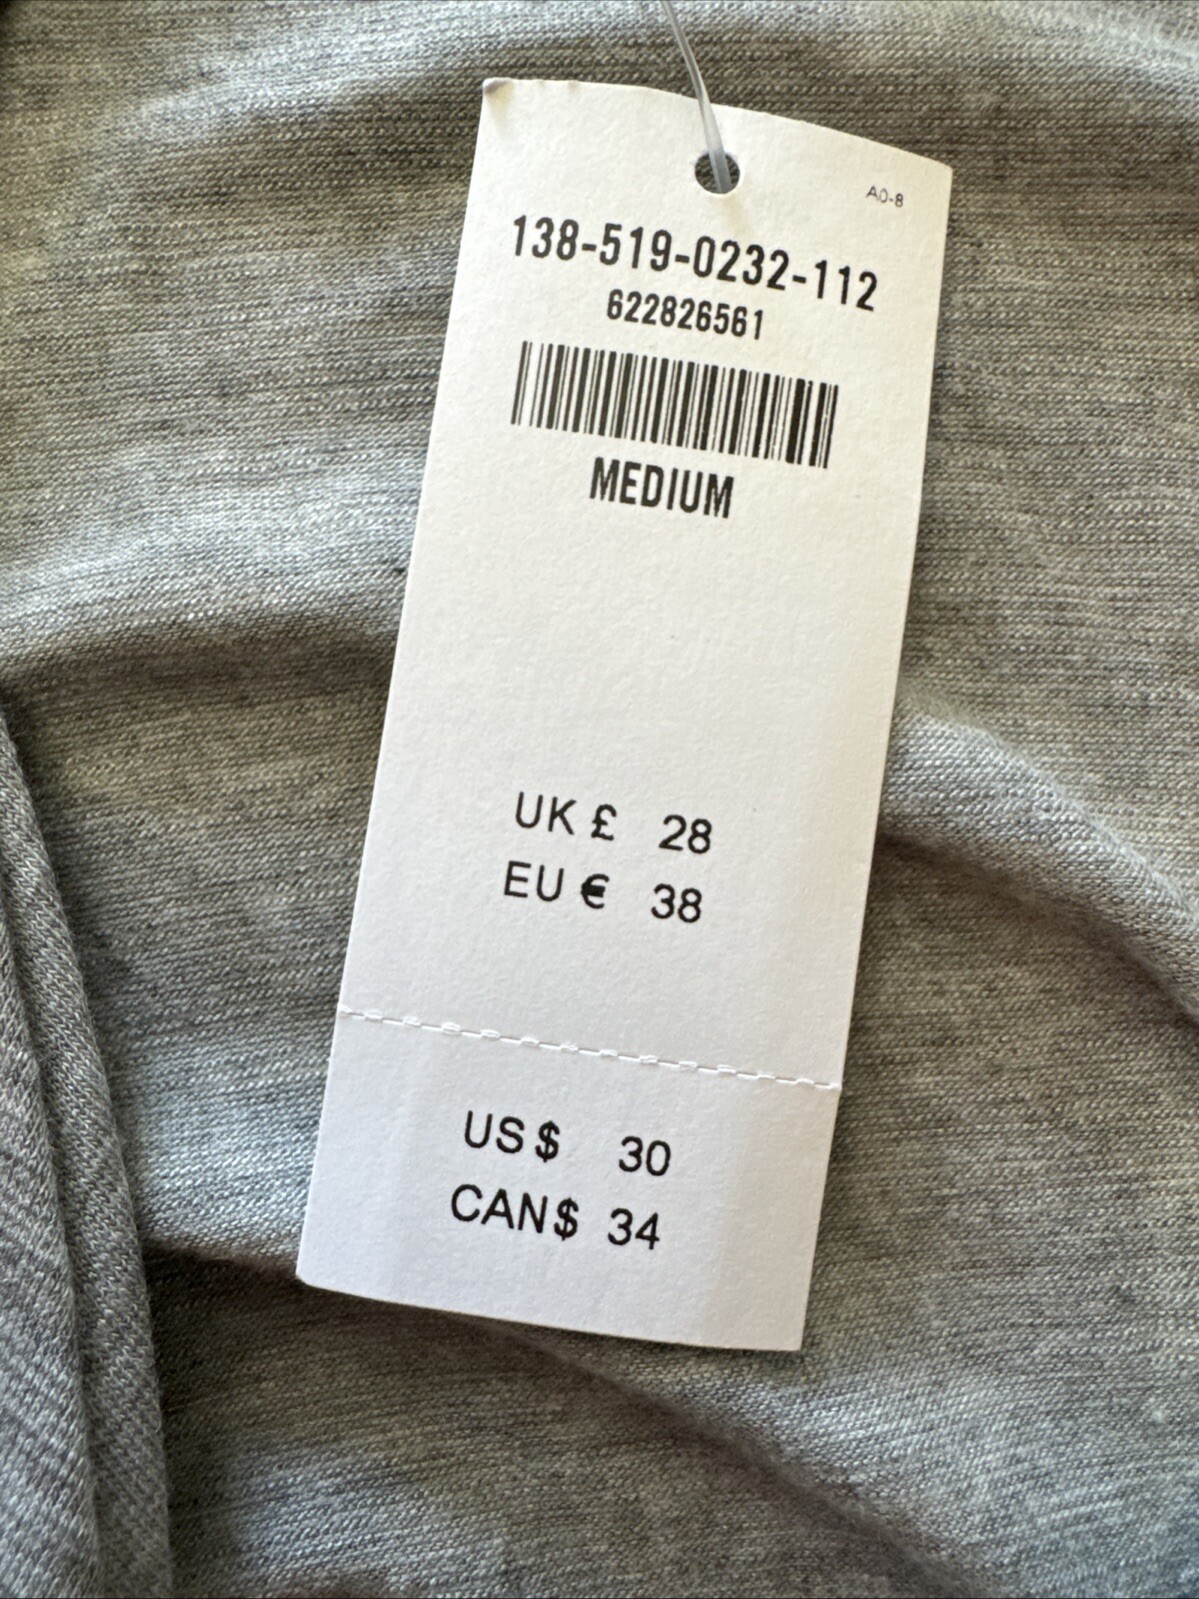 A0-8
138-519-0232-112
622826561
MEDIUM
UK £ 28
EU € 38
US $ 30
CAN $ 34